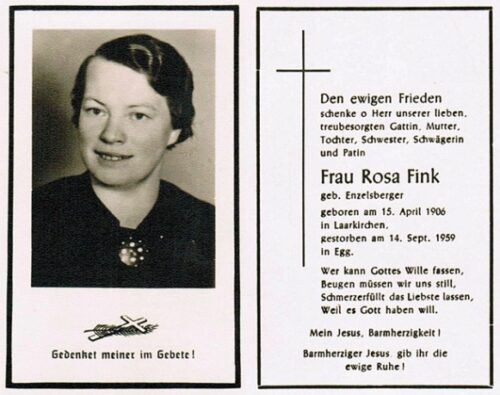 Gedenket meiner im Gebete!
Den ewigen Frieden
schenke o Herr unserer lieben,
treubesorgten Gattin, Mutter,
Tochter, Schwester, Schwägerin
und Patin
Frau Rosa Fink
geb. Enzelsberger
geboren am 15. April 1906
in Laarkirchen,
gestorben am 14. Sept. 1959
in Egg.
Wer kann Gottes Wille fassen,
Beugen müssen wir uns still,
Schmerzerfüllt das Liebste lassen,
Weil es Gott haben will.
Mein Jesus, Barmherzigkeit!
Barmherziger Jesus gib ihr die
ewige Ruhe!